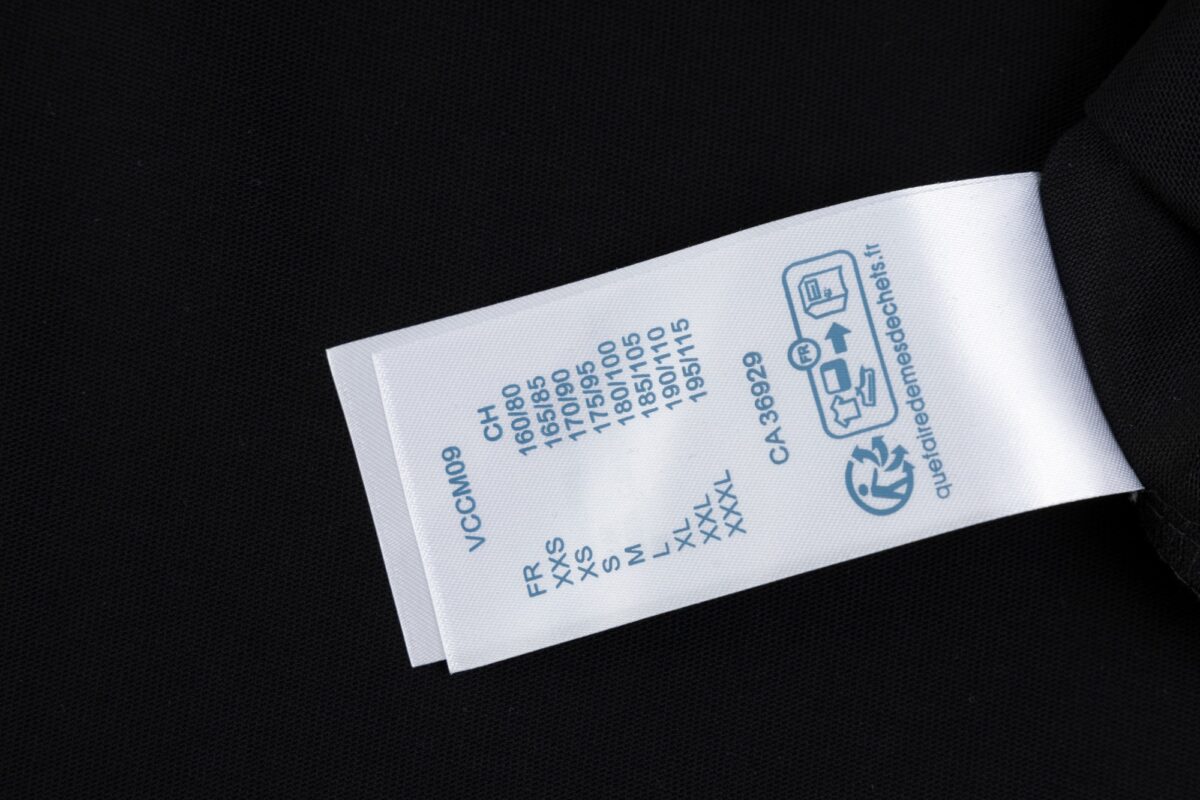 VCCM09
FR CH
XXS 160/80
XS 165/85
S 170/90
M 175/95
L 180/100
XL 185/105
XXL 190/110
XXXL 195/115
CA 36929
FR
quefairedemesdechets.fr